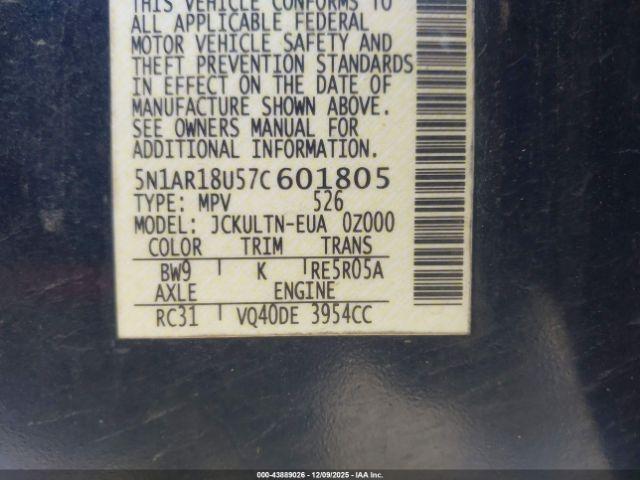 THIS VEHICLE CONFORMS TO
ALL APPLICABLE FEDERAL
MOTOR VEHICLE SAFETY AND
THEFT PREVENTION STANDARDS
IN EFFECT ON THE DATE OF
MANUFACTURE SHOWN ABOVE.
SEE OWNERS MANUAL FOR
ADDITIONAL INFORMATION.
5N1AR18U57C601805
TYPE: MPV 526
MODEL: JCKULTN-EUA 0Z000
COLOR TRIM TRANS
BW9 K RE5R05A
AXLE ENGINE
RC31 VQ40DE 3954CC
000-43889026 - 12/09/2025 - IAA Inc.